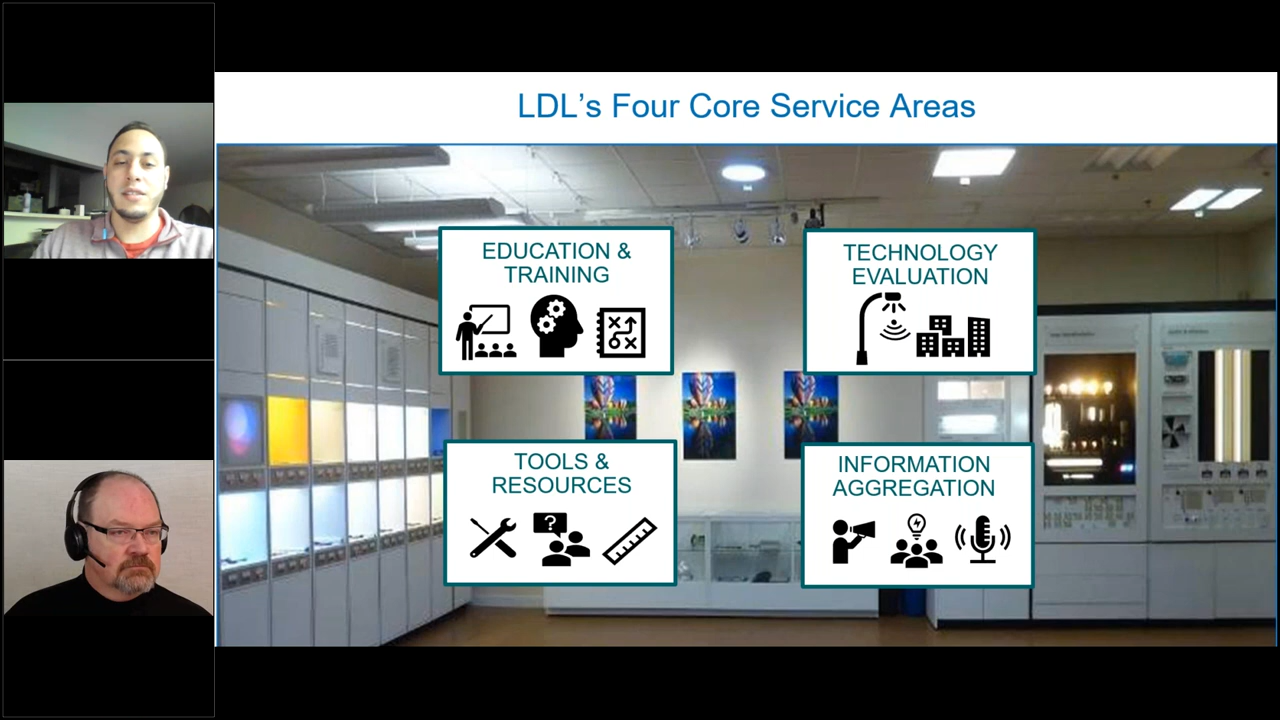 LDL’s Four Core Service Areas
EDUCATION &
TRAINING
TECHNOLOGY
EVALUATION
TOOLS &
RESOURCES
?
INFORMATION
AGGREGATION